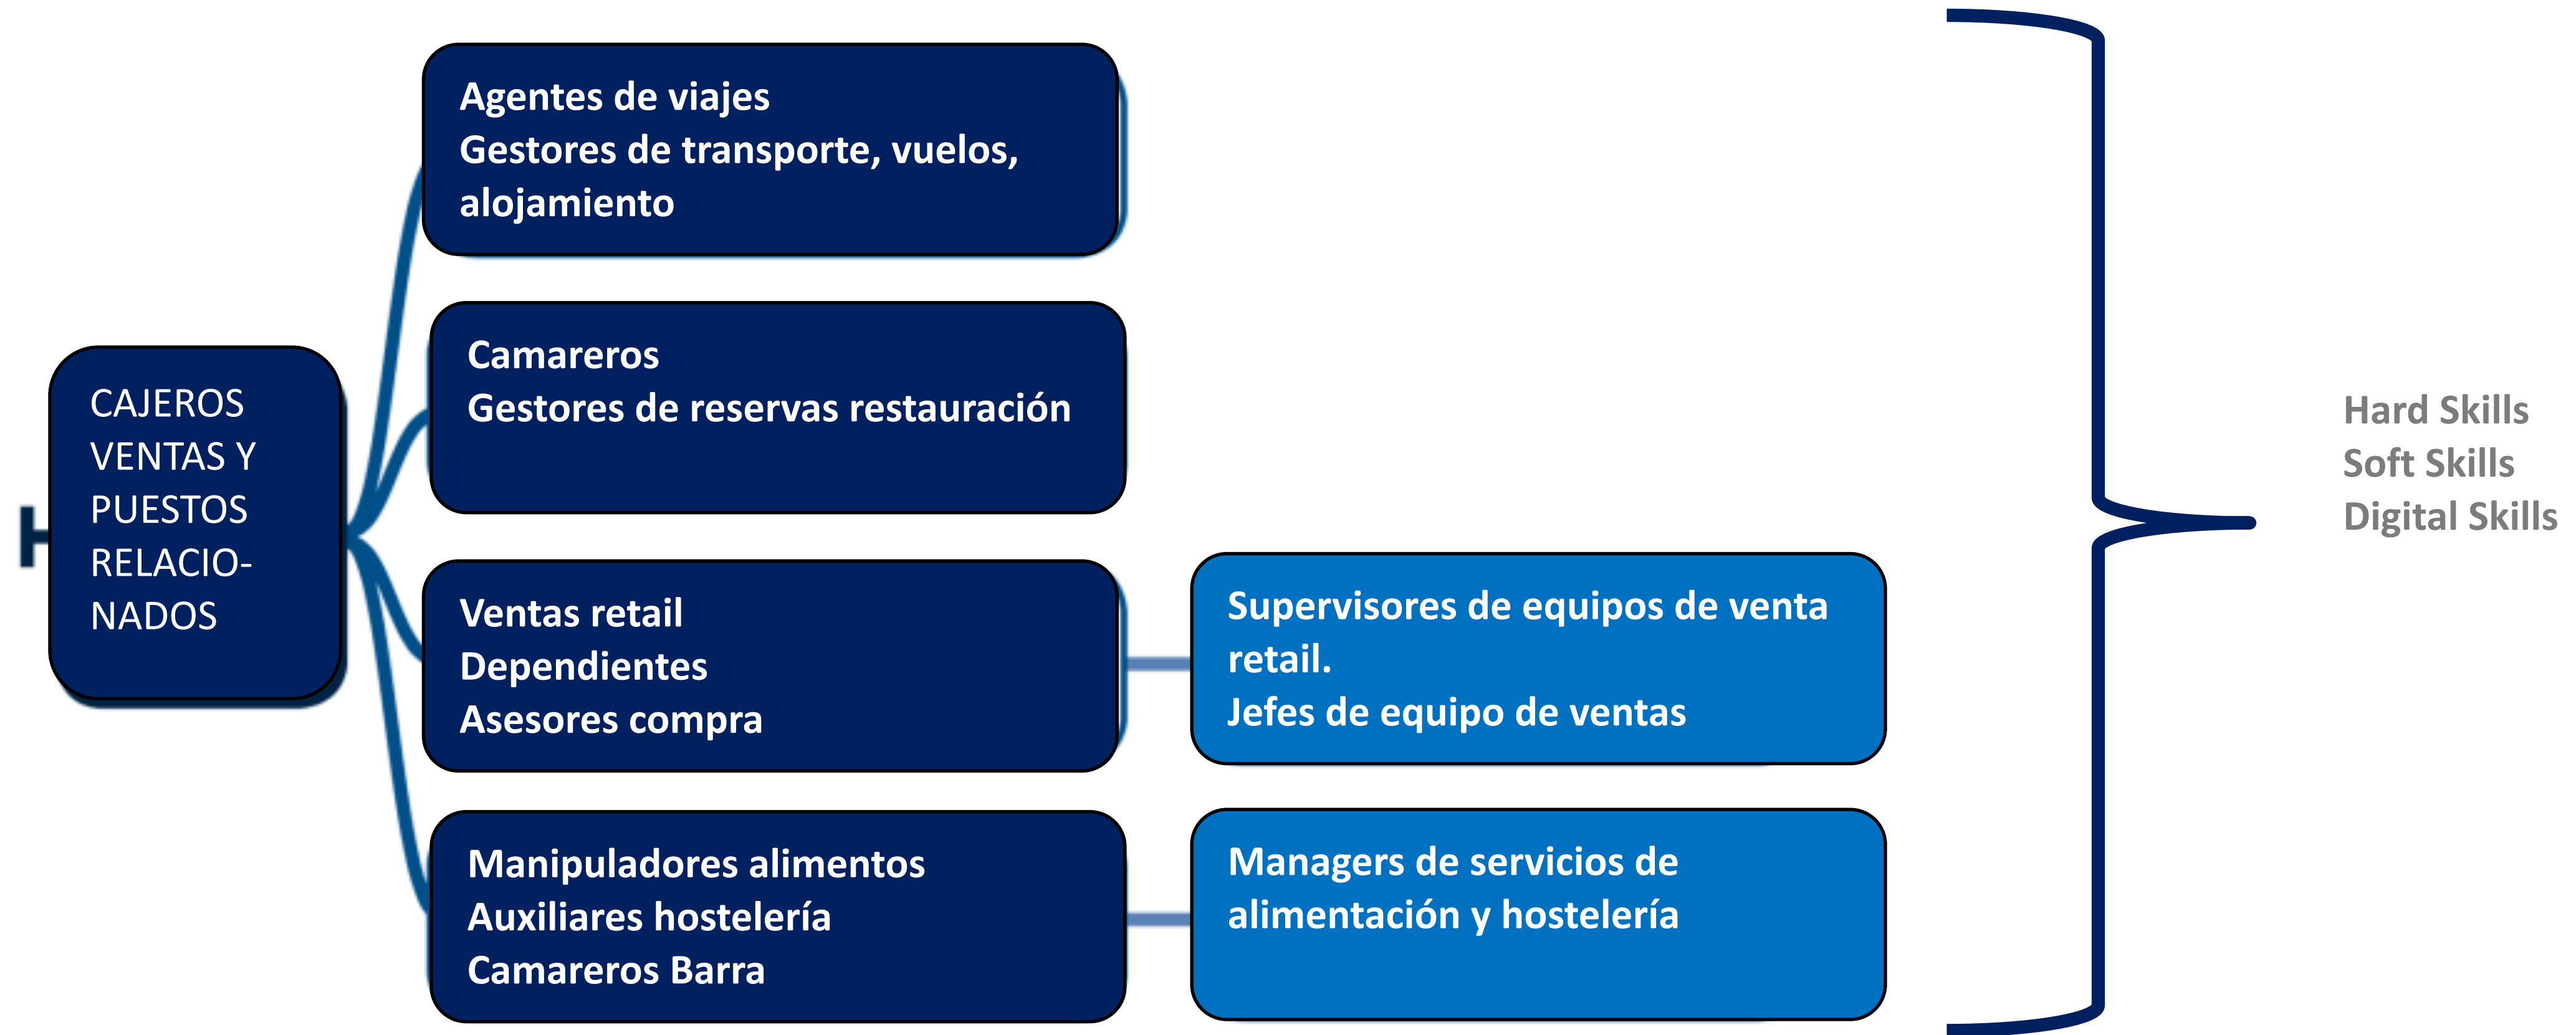 Agentes de viajes
Gestores de transporte, vuelos,
alojamiento
Camareros
Gestores de reservas restauración
CAJEROS
VENTAS Y
PUESTOS
RELACIO-
NADOS
Ventas retail
Dependientes
Asesores compra
Supervisores de equipos de venta
retail.
Jefes de equipo de ventas
Manipuladores alimentos
Auxiliares hostelería
Camareros Barra
Managers de servicios de
alimentación y hostelería
Hard Skills
Soft Skills
Digital Skills